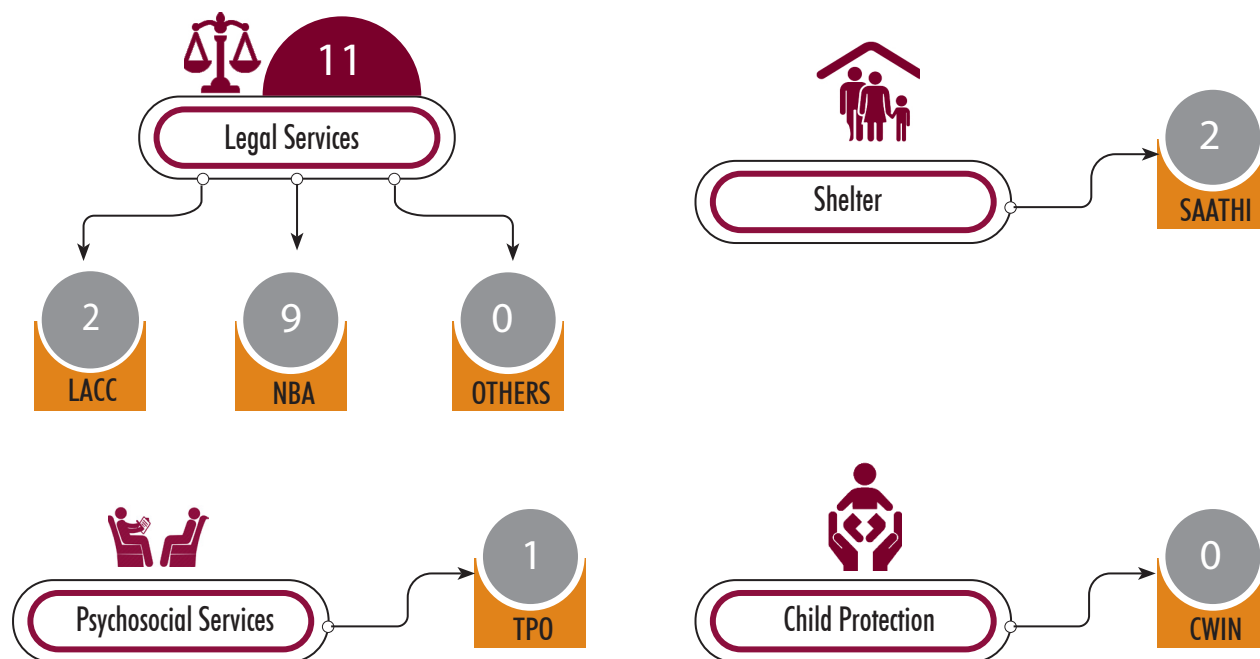 11
Legal Services
2
LACC
9
NBA
0
OTHERS
Shelter
2
SAATHI
Psychosocial Services
1
TPO
Child Protection
0
CWIN